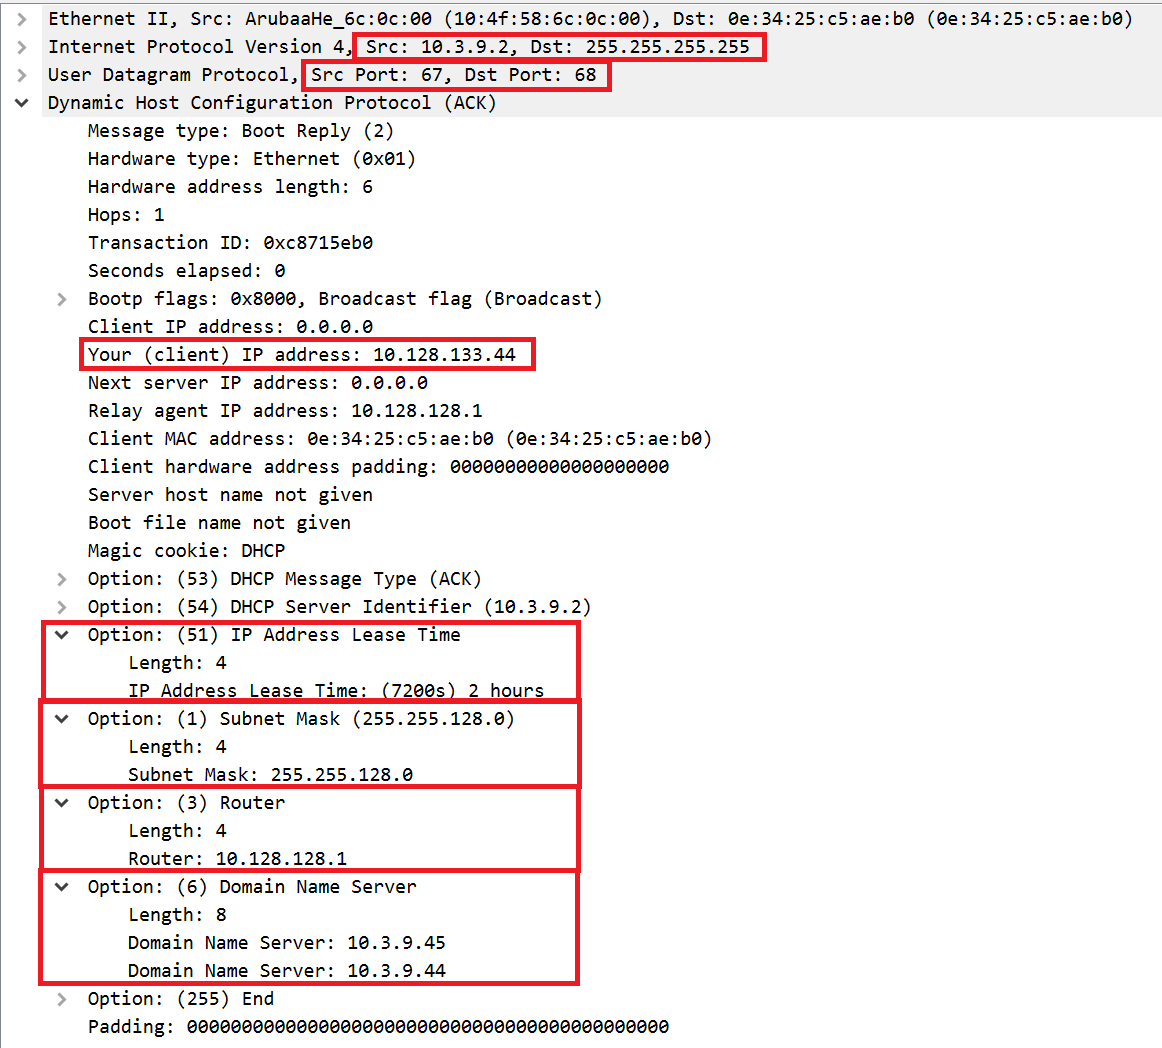 Ethernet II, Src: ArubaaHe_6c:0c:00 (10:4f:58:6c:0c:00), Dst: 0e:34:25:c5:ae:b0 (0e:34:25:c5:ae:b0)
Internet Protocol Version 4, Src: 10.3.9.2, Dst: 255.255.255.255
User Datagram Protocol, Src Port: 67, Dst Port: 68
Dynamic Host Configuration Protocol (ACK)
Message type: Boot Reply (2)
Hardware type: Ethernet (0x01)
Hardware address length: 6
Hops: 1
Transaction ID: 0xc8715eb0
Seconds elapsed: 0
Bootp flags: 0x8000, Broadcast flag (Broadcast)
Client IP address: 0.0.0.0
Your (client) IP address: 10.128.133.44
Next server IP address: 0.0.0.0
Relay agent IP address: 10.128.128.1
Client MAC address: 0e:34:25:c5:ae:b0 (0e:34:25:c5:ae:b0)
Client hardware address padding: 00000000000000000000
Server host name not given
Boot file name not given
Magic cookie: DHCP
Option: (53) DHCP Message Type (ACK)
Option: (54) DHCP Server Identifier (10.3.9.2)
Option: (51) IP Address Lease Time
Length: 4
IP Address Lease Time: (7200s) 2 hours
Option: (1) Subnet Mask (255.255.128.0)
Length: 4
Subnet Mask: 255.255.128.0
Option: (3) Router
Length: 4
Router: 10.128.128.1
Option: (6) Domain Name Server
Length: 8
Domain Name Server: 10.3.9.45
Domain Name Server: 10.3.9.44
Option: (255) End
Padding: 00000000000000000000000000000000000000000000